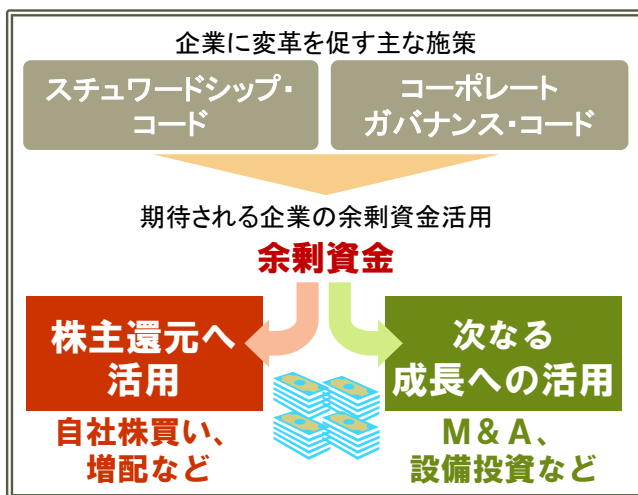 企業に変革を促す主な施策
スチュワードシップ・
コード
コーポレート
ガバナンス・コード
期待される企業の余剰資金活用
余剰資金
株主還元へ
活用
次なる
成長への活用
自社株買い、
増配など
M&A、
設備投資など